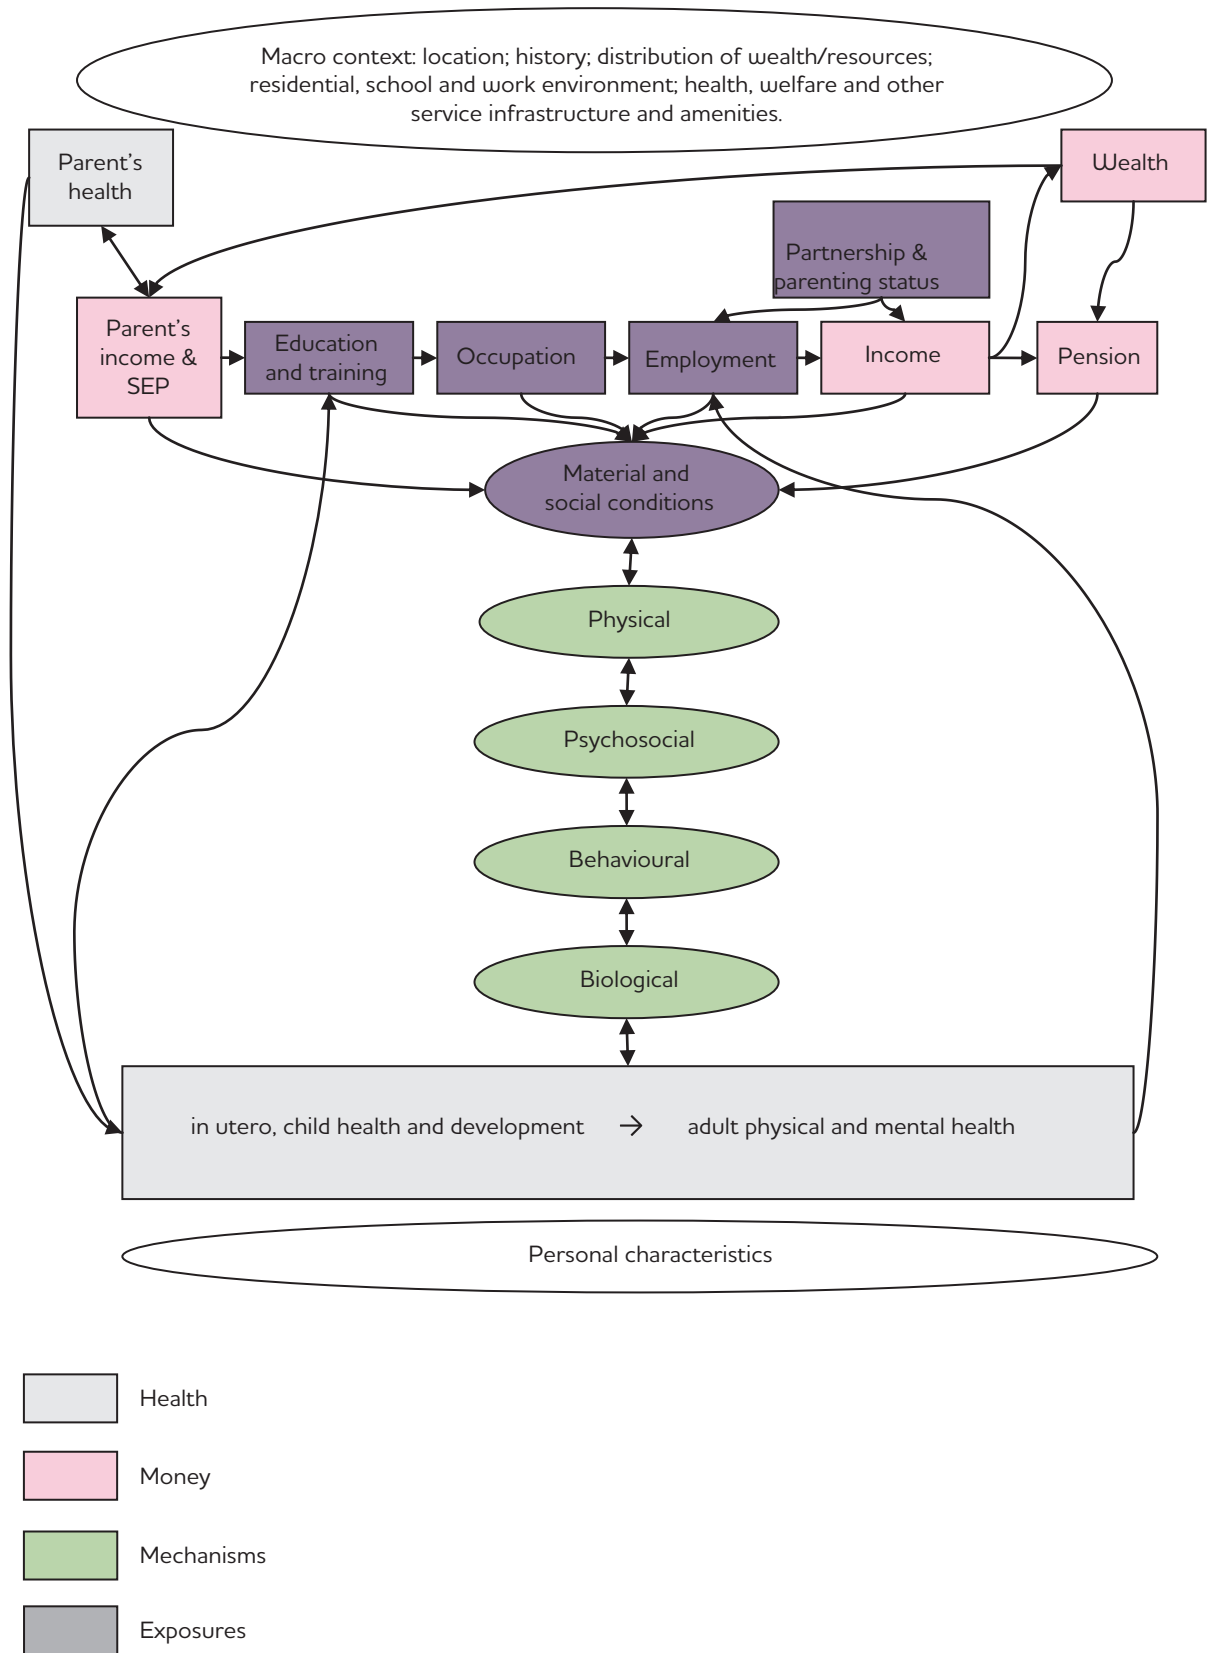 Macro context: location; history; distribution of wealth/resources;
residential, school and work environment; health, welfare and other
service infrastructure and amenities.
Parent's
health
Wealth
Partnership &
parenting status
Parent's
income &
SEP
Education
and training
Occupation
Employment
Income
Pension
Material and
social conditions
Physical
Psychosocial
Behavioural
Biological
in utero, child health and development → adult physical and mental health
Personal characteristics
Health
Money
Mechanisms
Exposures